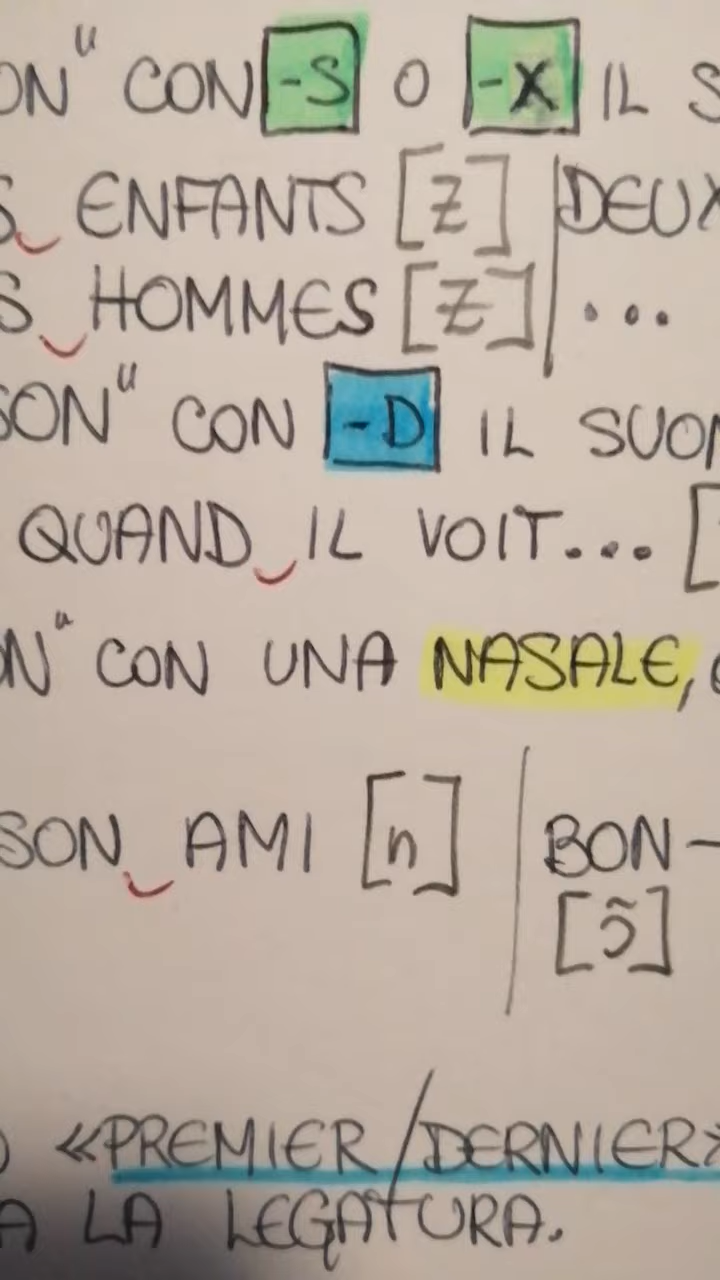 ON" CON -S O -X IL S
S ENFANTS [Z] | DEUX
S HOMMES [Z] | ...
SON" CON -D IL SUON
QUAND IL VOIT... [
ON" CON UNA NASALE,
SON AMI [n] | BON-
[ɔ̃]
«PREMIER/DERNIER»
A LA LEGATURA.